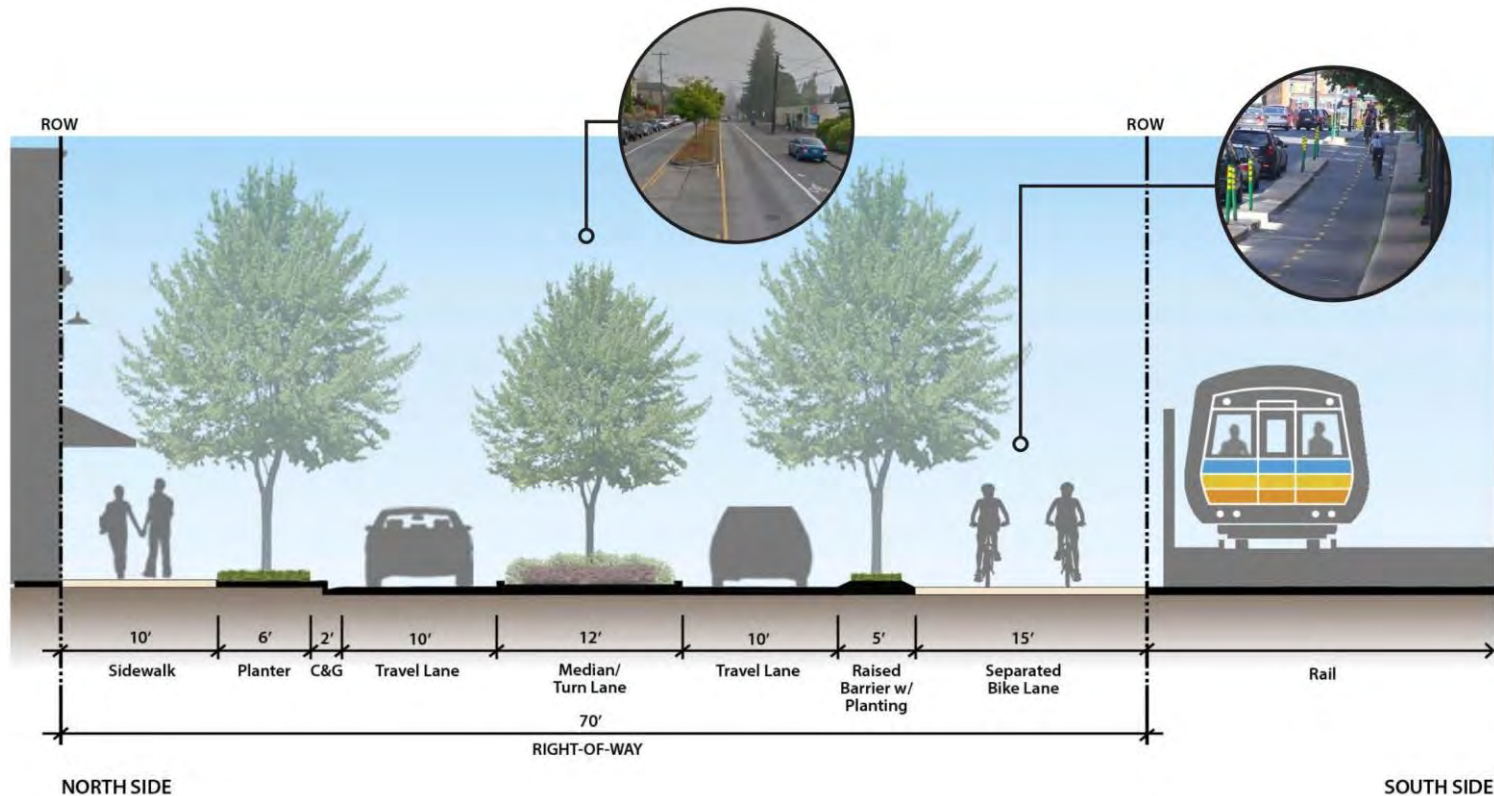 ROW
ROW
10'
6'
2'
10'
12'
10'
5'
15'
Sidewalk
Planter
C&G
Travel Lane
Median/
Turn Lane
Travel Lane
Raised
Barrier w/
Planting
Separated
Bike Lane
Rail
70'
RIGHT-OF-WAY
NORTH SIDE
SOUTH SIDE